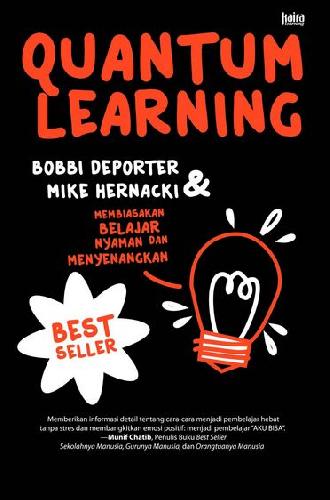 kaifa
learning
QUANTUM
LEARNING
BOBBI DEPORTER
MIKE HERNACKI &
MEMBIASAKAN
BELAJAR
NYAMAN DAN
MENYENANGKAN
BEST
SELLER
Memberikan informasi detail tentang cara-cara menjadi pembelajar hebat
tanpa stres dan membangkitkan emosi positif: menjadi pembelajar "AKU BISA".
—Munif Chatib, Penulis Buku Best Seller
Sekolahnya Manusia, Gurunya Manusia, dan Orangtuanya Manusia